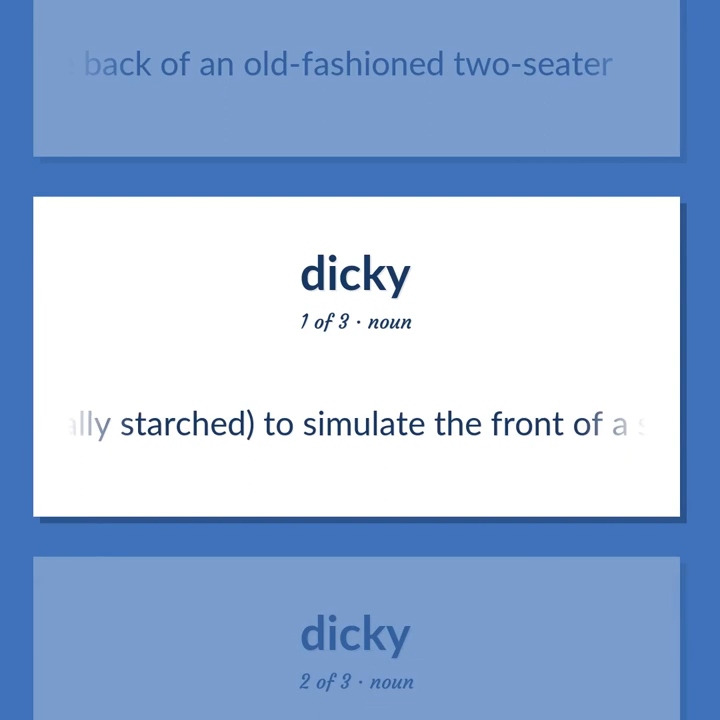 back of an old-fashioned two-seater
dicky
1 of 3 · noun
ally starched) to simulate the front of a s
dicky
2 of 3 · noun